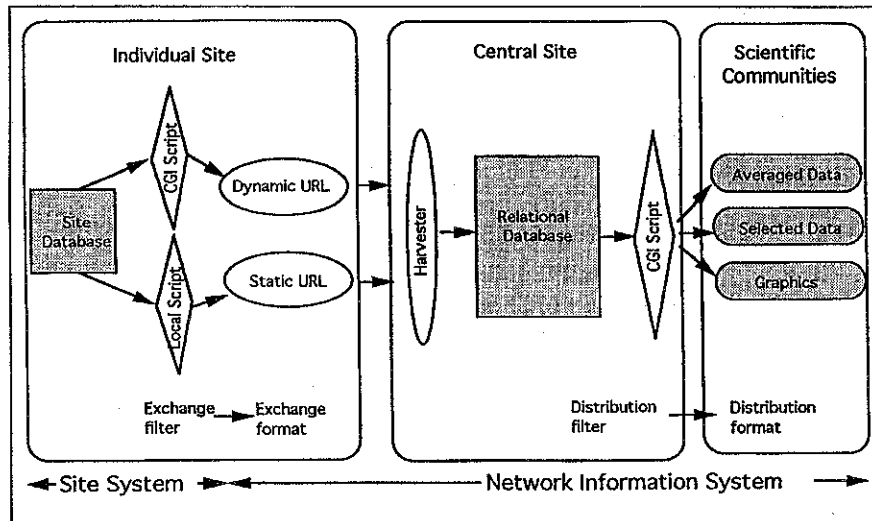 Individual Site
Central Site
Scientific
Communities
CGI Script
Dynamic URL
Site
Database
Local Script
Static URL
Harvester
Relational
Database
CGI Script
Averaged Data
Selected Data
Graphics
Exchange
filter
Exchange
format
Distribution
filter
Distribution
format
Site System
Network Information System